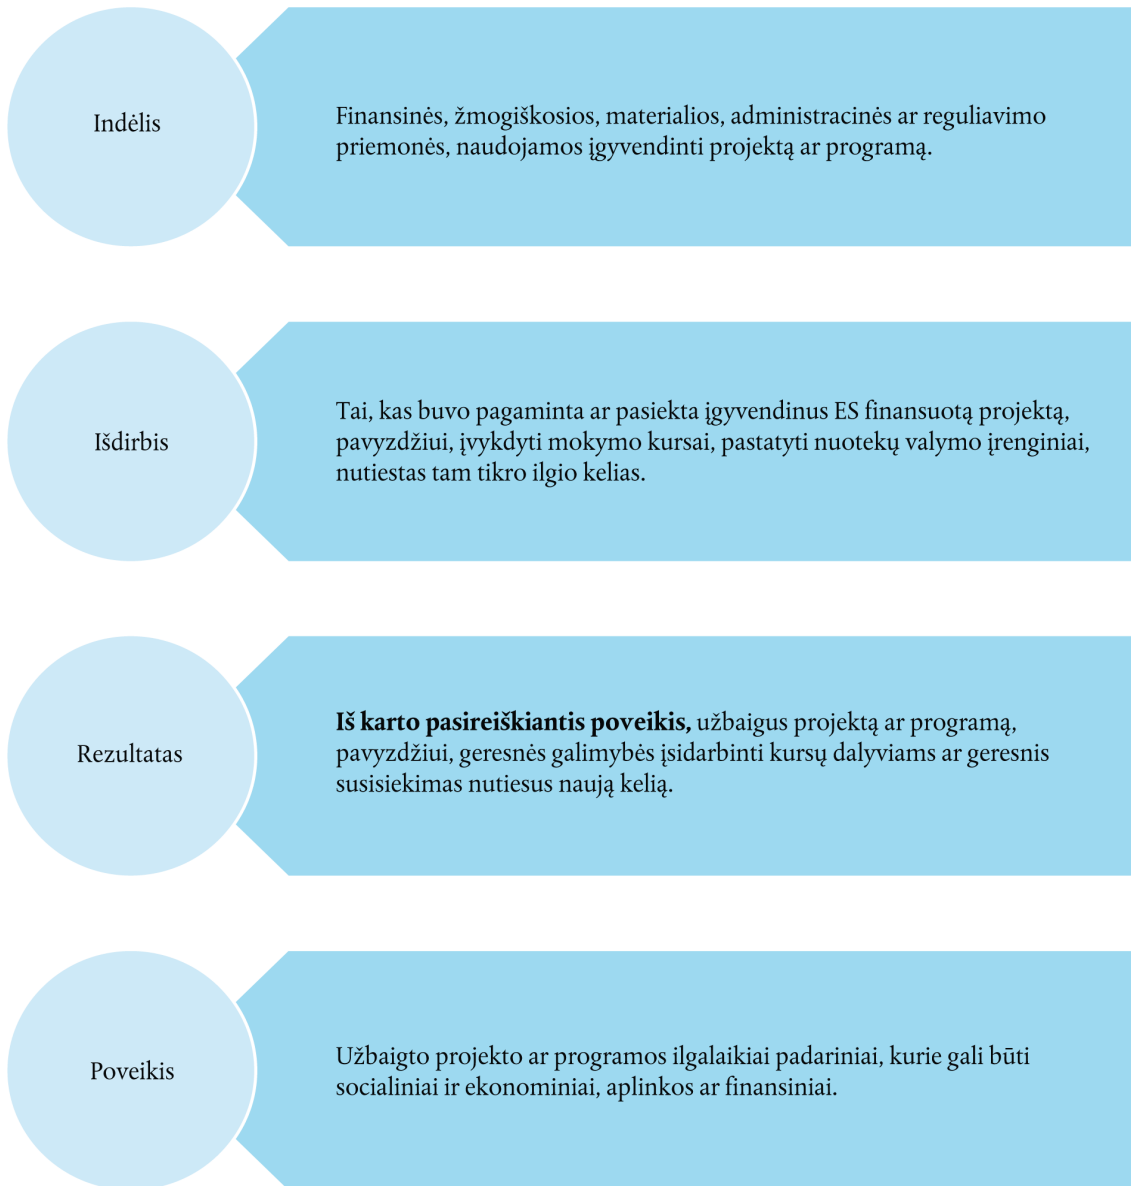 Indėlis
Finansinės, žmogiškosios, materialios, administracinės ar reguliavimo
priemonės, naudojamos įgyvendinti projektą ar programą.
Išdirbis
Tai, kas buvo pagaminta ar pasiekta įgyvendinus ES finansuotą projektą,
pavyzdžiui, įvykdyti mokymo kursai, pastatyti nuotekų valymo įrenginiai,
nutiestas tam tikro ilgio kelias.
Rezultatas
Iš karto pasireiškiantis poveikis, užbaigus projektą ar programą,
pavyzdžiui, geresnės galimybės įsidarbinti kursų dalyviams ar geresnis
susisiekimas nutiesus naują kelią.
Poveikis
Užbaigto projekto ar programos ilgalaikiai padariniai, kurie gali būti
socialiniai ir ekonominiai, aplinkos ar finansiniai.